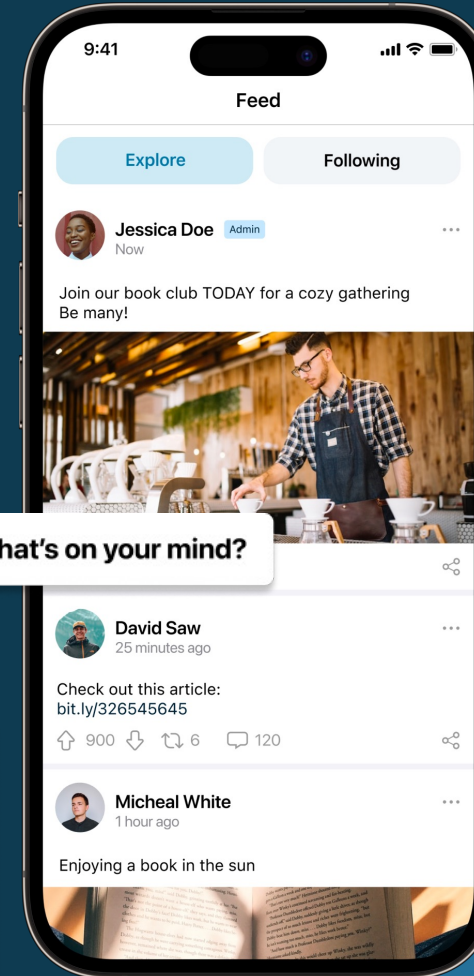 9:41
Feed
Explore
Following
Jessica Doe
Admin
Now
Join our book club TODAY for a cozy gathering
Be many!
hat's on your mind?
David Saw
25 minutes ago
Check out this article:
bit.ly/326545645
900
6
120
Micheal White
1 hour ago
Enjoying a book in the sun